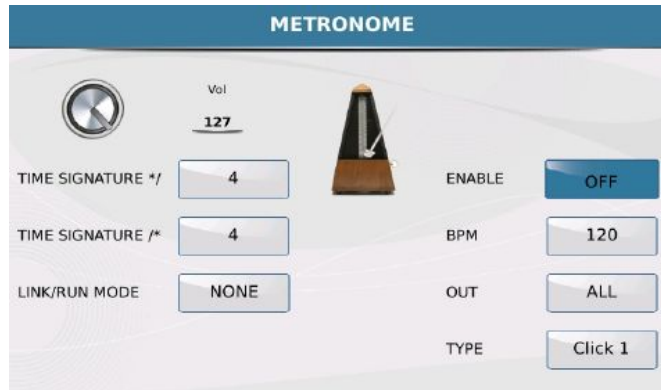 METRONOME
Vol
127
TIME SIGNATURE */ 4
ENABLE OFF
TIME SIGNATURE /* 4
BPM 120
LINK/RUN MODE NONE
OUT ALL
TYPE Click 1